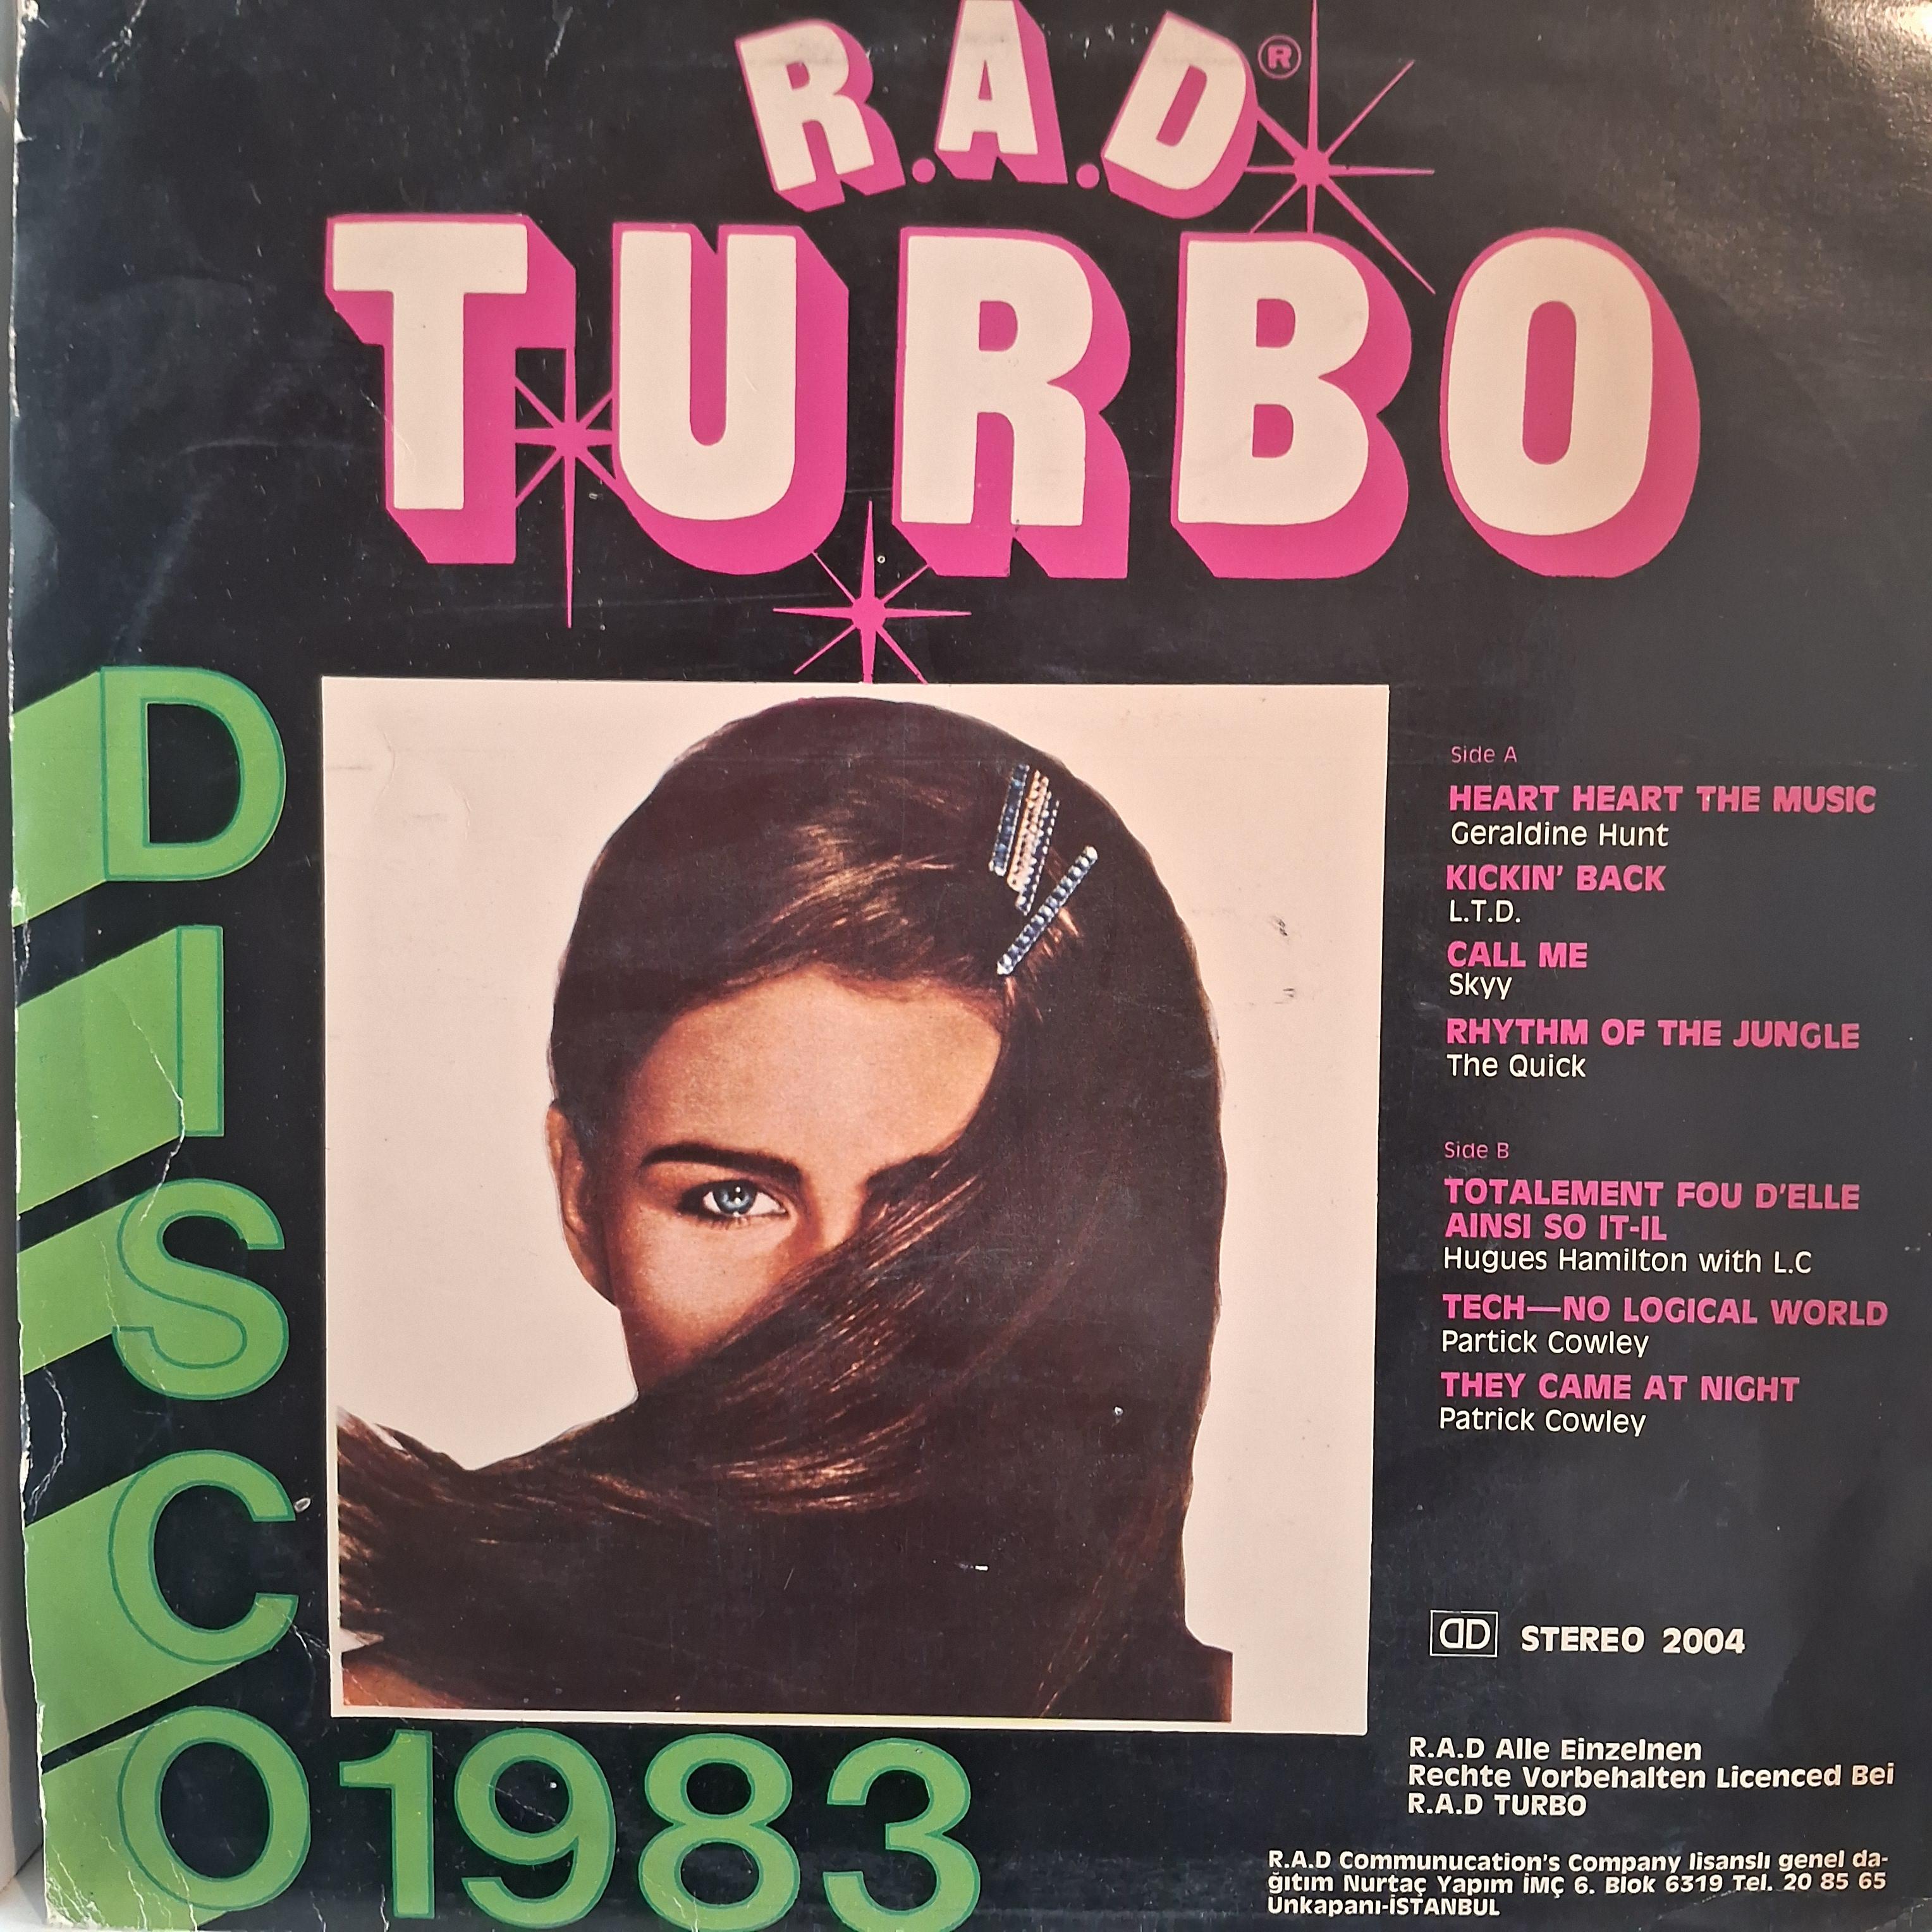 R.A.D®
TURBO
DISCO 1983
Side A
HEART HEART THE MUSIC
Geraldine Hunt
KICKIN' BACK
L.T.D.
CALL ME
Skyy
RHYTHM OF THE JUNGLE
The Quick
Side B
TOTALEMENT FOU D'ELLE
AINSI SO IT-IL
Hugues Hamilton with L.C
TECH—NO LOGICAL WORLD
Partick Cowley
THEY CAME AT NIGHT
Patrick Cowley
STEREO 2004
R.A.D Alle Einzelnen
Rechte Vorbehalten Licenced Bei
R.A.D TURBO
R.A.D Communucation's Company lisanslı genel da-
ğıtım Nurtaç Yapım İMÇ 6. Blok 6319 Tel. 20 85 65
Unkapanı-İSTANBUL